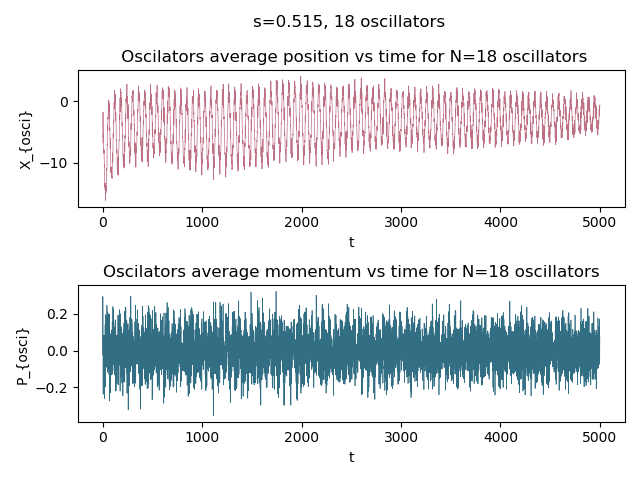 s=0.515, 18 oscillators
Oscilators average position vs time for N=18 oscillators
0
−10
X_{osci}
0 1000 2000 3000 4000 5000
t
Oscilators average momentum vs time for N=18 oscillators
0.2
0.0
−0.2
P_{osci}
0 1000 2000 3000 4000 5000
t